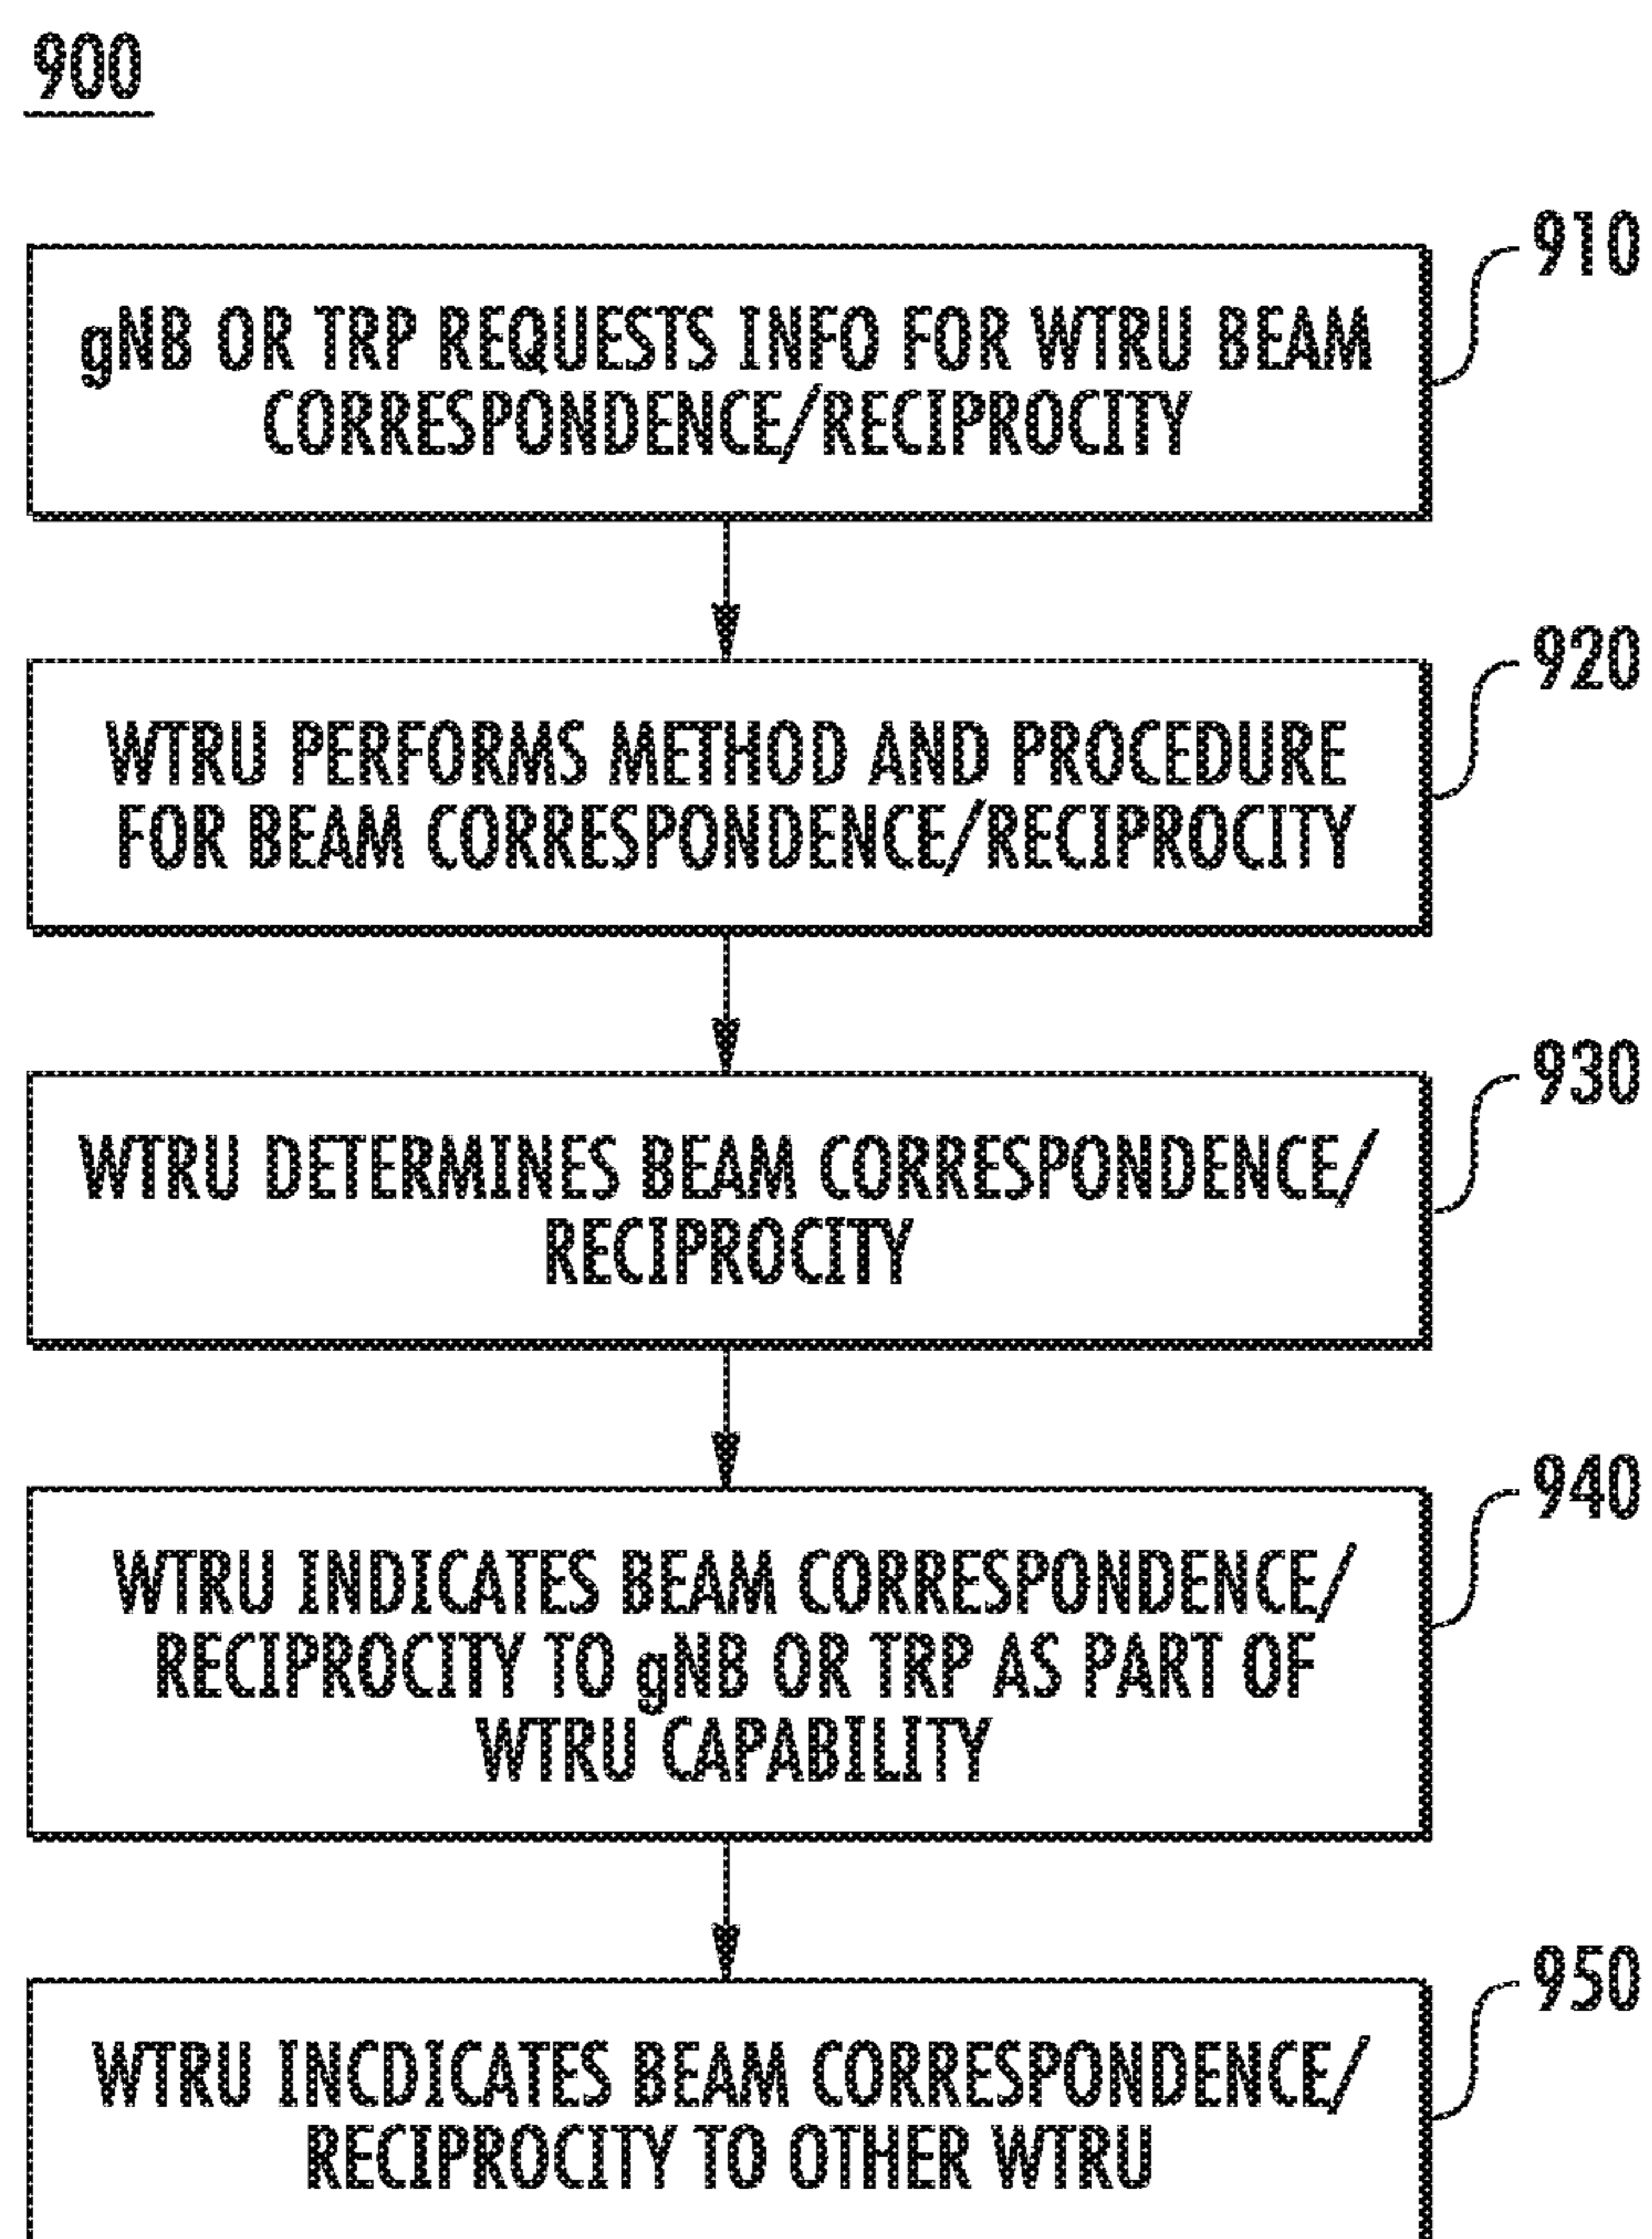 900
910
gNB OR TRP REQUESTS INFO FOR WTRU BEAM
CORRESPONDENCE/RECIPROCITY
920
WTRU PERFORMS METHOD AND PROCEDURE
FOR BEAM CORRESPONDENCE/RECIPROCITY
930
WTRU DETERMINES BEAM CORRESPONDENCE/
RECIPROCITY
940
WTRU INDICATES BEAM CORRESPONDENCE/
RECIPROCITY TO gNB OR TRP AS PART OF
WTRU CAPABILITY
950
WTRU INCDICATES BEAM CORRESPONDENCE/
RECIPROCITY TO OTHER WTRU